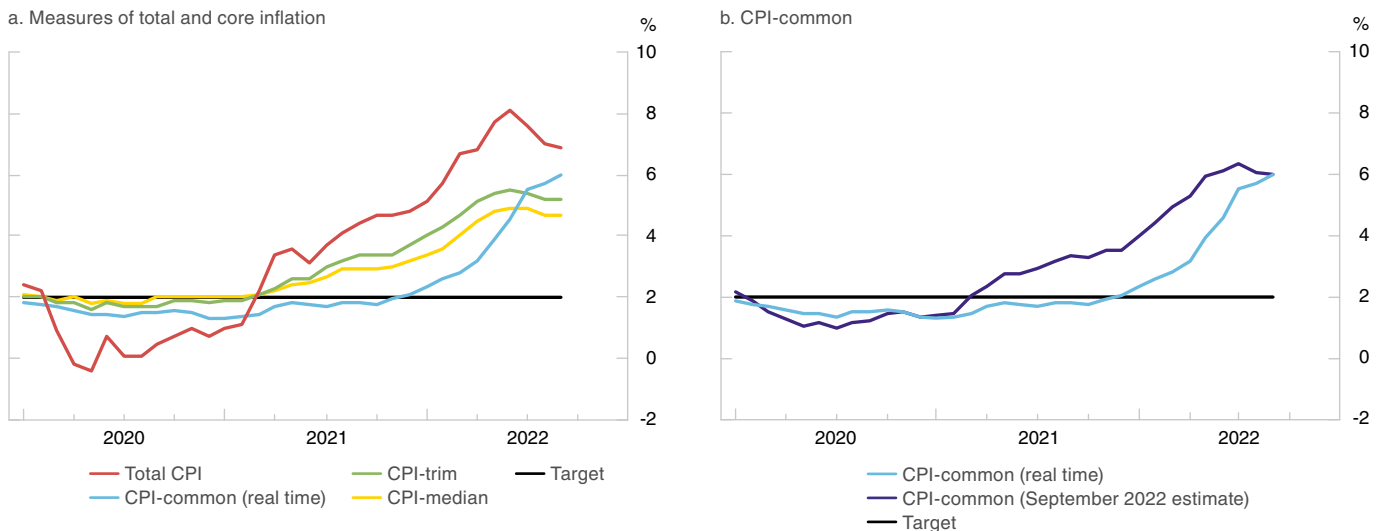 a. Measures of total and core inflation
%
10
8
6
4
2
0
-2
2020 2021 2022
Total CPI CPI-trim Target
CPI-common (real time) CPI-median
b. CPI-common
%
10
8
6
4
2
0
-2
2020 2021 2022
CPI-common (real time)
CPI-common (September 2022 estimate)
Target